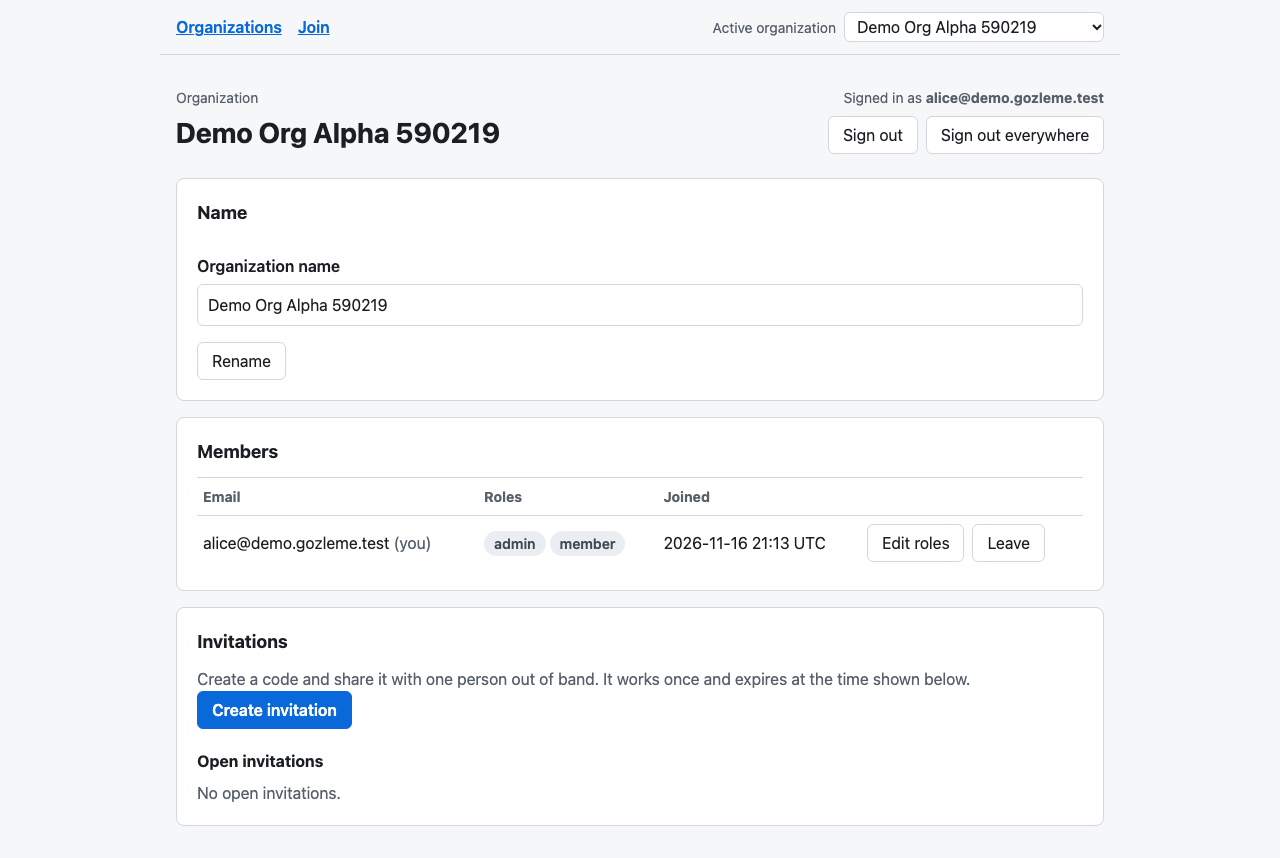 Organizations Join Active organization Demo Org Alpha 590219
Organization
Signed in as alice@demo.gozleme.test
Demo Org Alpha 590219
Sign out Sign out everywhere
Name
Organization name
Demo Org Alpha 590219
Rename
Members
Email Roles Joined
alice@demo.gozleme.test (you) admin member 2026-11-16 21:13 UTC Edit roles Leave
Invitations
Create a code and share it with one person out of band. It works once and expires at the time shown below.
Create invitation
Open invitations
No open invitations.